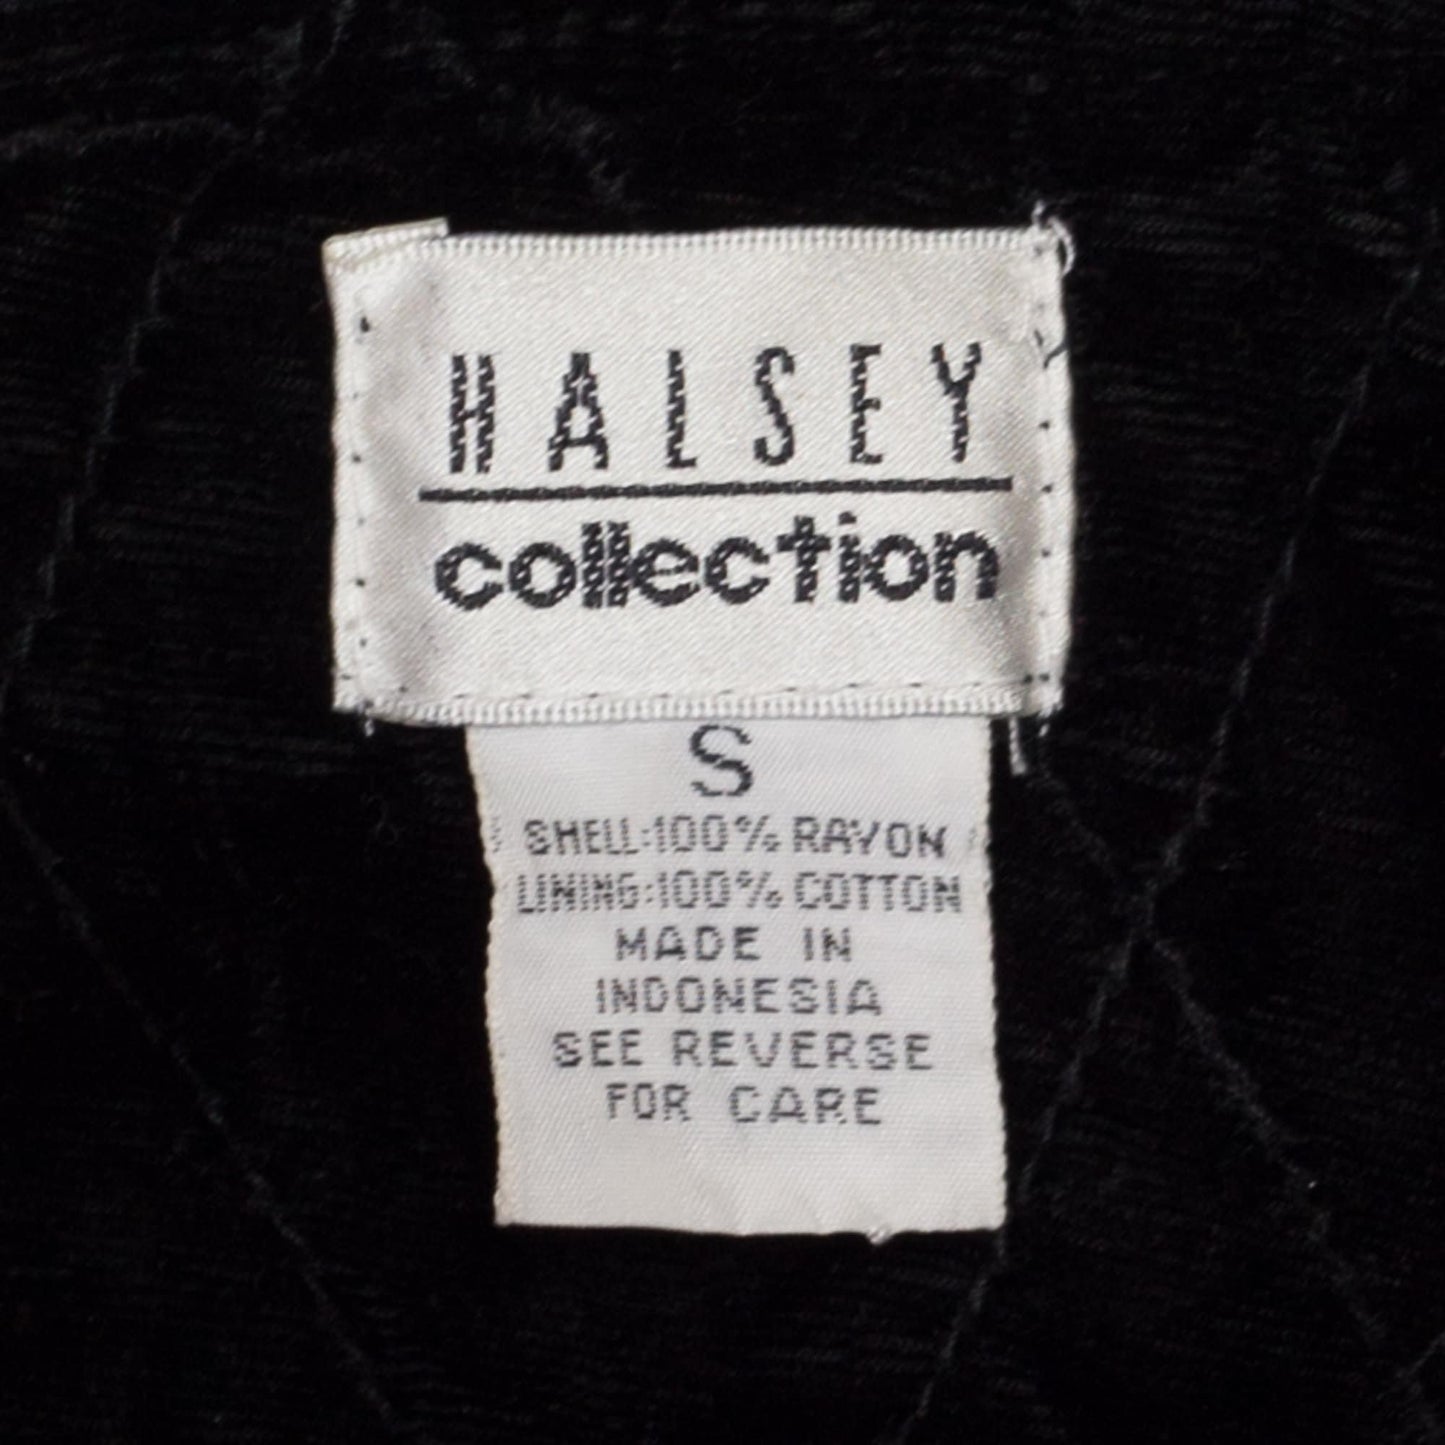 HALSEY
collection
S
SHELL:100% RAYON
LINING:100% COTTON
MADE IN
INDONESIA
SEE REVERSE
FOR CARE